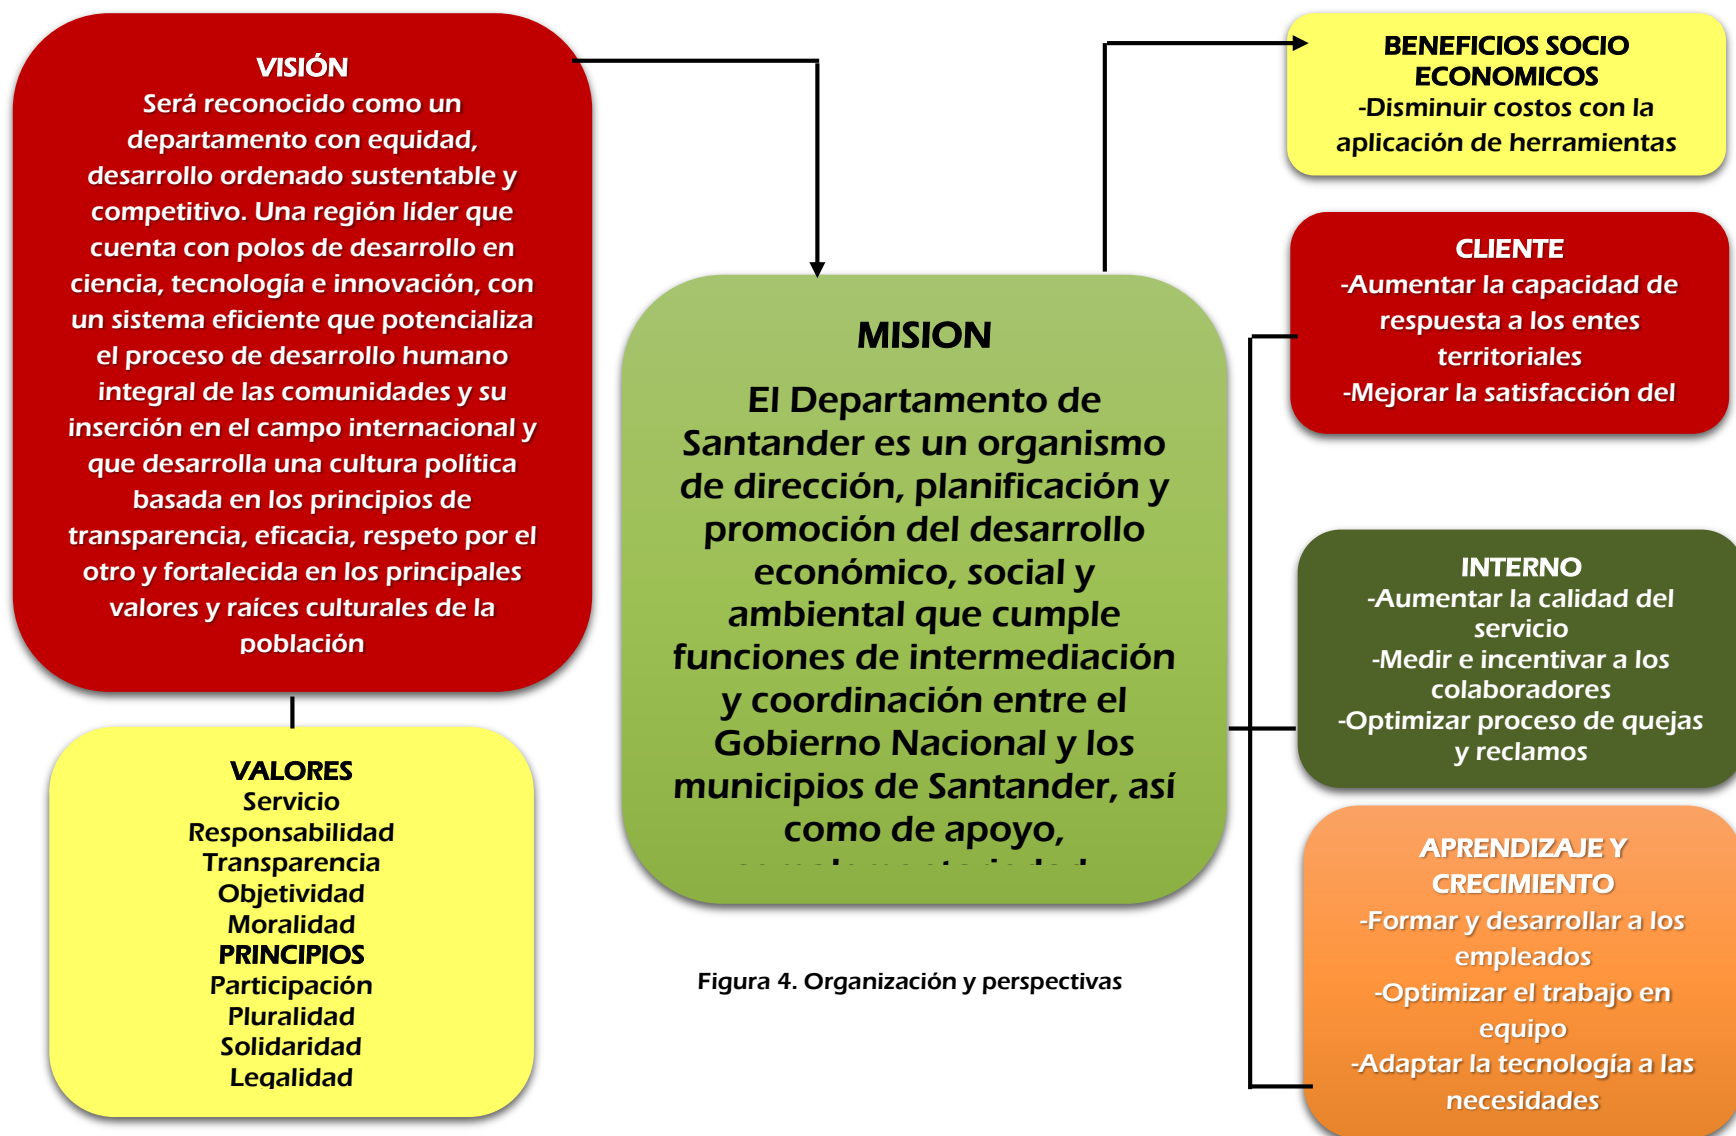 VISIÓN
Será reconocido como un
departamento con equidad,
desarrollo ordenado sustentable y
competitivo. Una región líder que
cuenta con polos de desarrollo en
ciencia, tecnología e innovación, con
un sistema eficiente que potencializa
el proceso de desarrollo humano
integral de las comunidades y su
inserción en el campo internacional y
que desarrolla una cultura política
basada en los principios de
transparencia, eficacia, respeto por el
otro y fortalecida en los principales
valores y raíces culturales de la
población
VALORES
Servicio
Responsabilidad
Transparencia
Objetividad
Moralidad
PRINCIPIOS
Participación
Pluralidad
Solidaridad
Legalidad
MISION
El Departamento de
Santander es un organismo
de dirección, planificación y
promoción del desarrollo
económico, social y
ambiental que cumple
funciones de intermediación
y coordinación entre el
Gobierno Nacional y los
municipios de Santander, así
como de apoyo,
Figura 4. Organización y perspectivas
BENEFICIOS SOCIO
ECONOMICOS
-Disminuir costos con la
aplicación de herramientas
CLIENTE
-Aumentar la capacidad de
respuesta a los entes
territoriales
-Mejorar la satisfacción del
INTERNO
-Aumentar la calidad del
servicio
-Medir e incentivar a los
colaboradores
-Optimizar proceso de quejas
y reclamos
APRENDIZAJE Y
CRECIMIENTO
-Formar y desarrollar a los
empleados
-Optimizar el trabajo en
equipo
-Adaptar la tecnología a las
necesidades